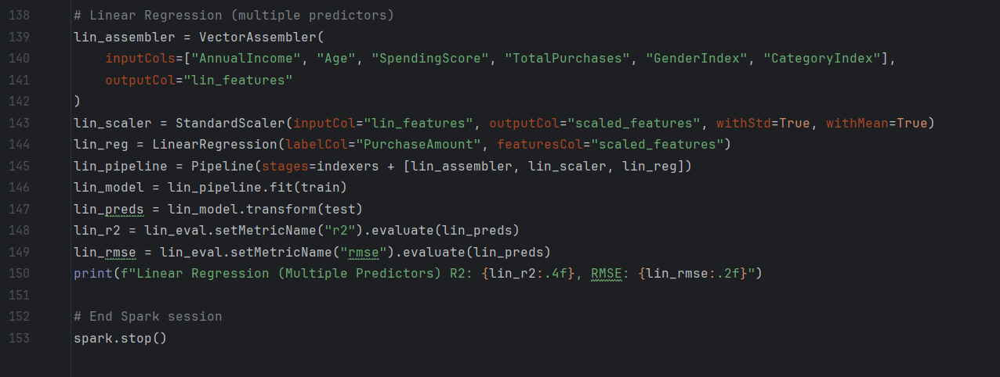 138 # Linear Regression (multiple predictors)
139 lin_assembler = VectorAssembler(
140     inputCols=["AnnualIncome", "Age", "SpendingScore", "TotalPurchases", "GenderIndex", "CategoryIndex"],
141     outputCol="lin_features"
142 )
143 lin_scaler = StandardScaler(inputCol="lin_features", outputCol="scaled_features", withStd=True, withMean=True)
144 lin_reg = LinearRegression(labelCol="PurchaseAmount", featuresCol="scaled_features")
145 lin_pipeline = Pipeline(stages=indexers + [lin_assembler, lin_scaler, lin_reg])
146 lin_model = lin_pipeline.fit(train)
147 lin_preds = lin_model.transform(test)
148 lin_r2 = lin_eval.setMetricName("r2").evaluate(lin_preds)
149 lin_rmse = lin_eval.setMetricName("rmse").evaluate(lin_preds)
150 print(f"Linear Regression (Multiple Predictors) R2: {lin_r2:.4f}, RMSE: {lin_rmse:.2f}")
151
152 # End Spark session
153 spark.stop()